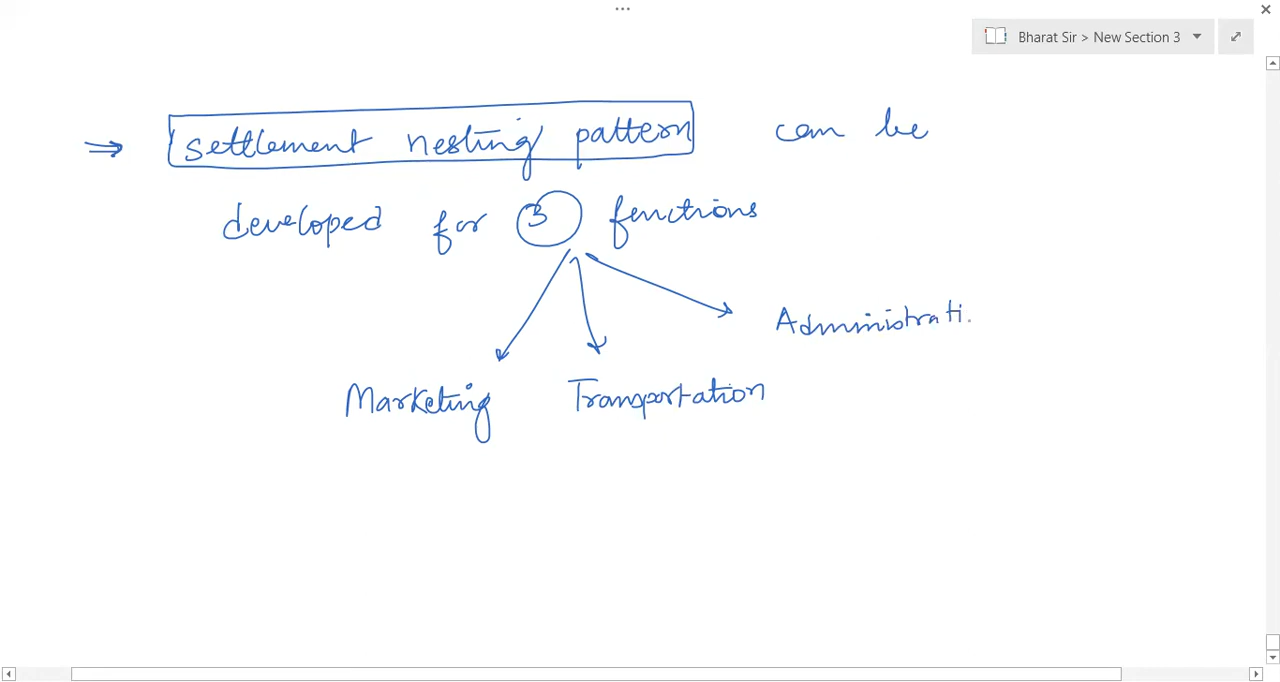 ...
Bharat Sir > New Section 3
⇒ settlement nesting pattern can be
developed for 3 functions
Administrati.
Marketing Transportation